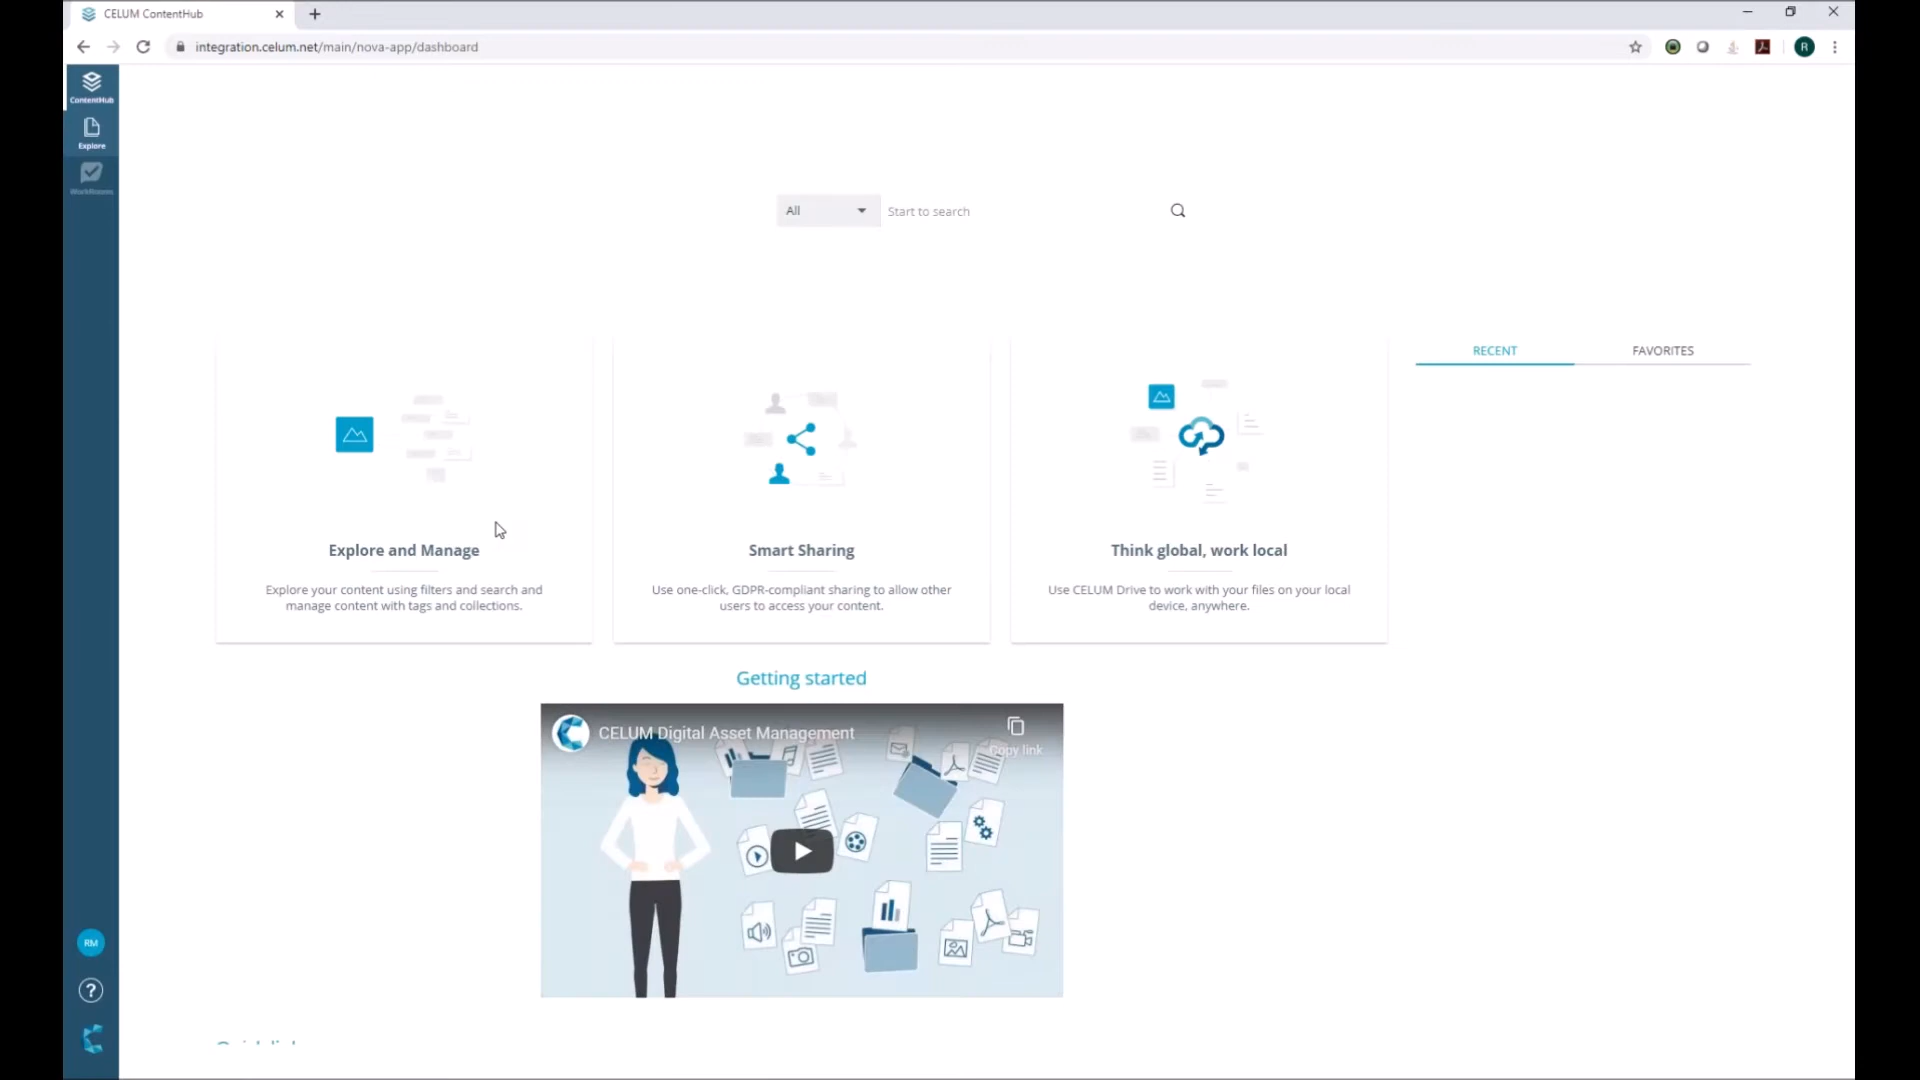 CELUM ContentHub
integration.celum.net/main/nova-app/dashboard
R
ContentHub
Explore
WorkRooms
All
Start to search
RECENT
FAVORITES
Explore and Manage
Explore your content using filters and search and
manage content with tags and collections.
Smart Sharing
Use one-click, GDPR-compliant sharing to allow other
users to access your content.
Think global, work local
Use CELUM Drive to work with your files on your local
device, anywhere.
Getting started
CELUM Digital Asset Management
Copy link
RM
?